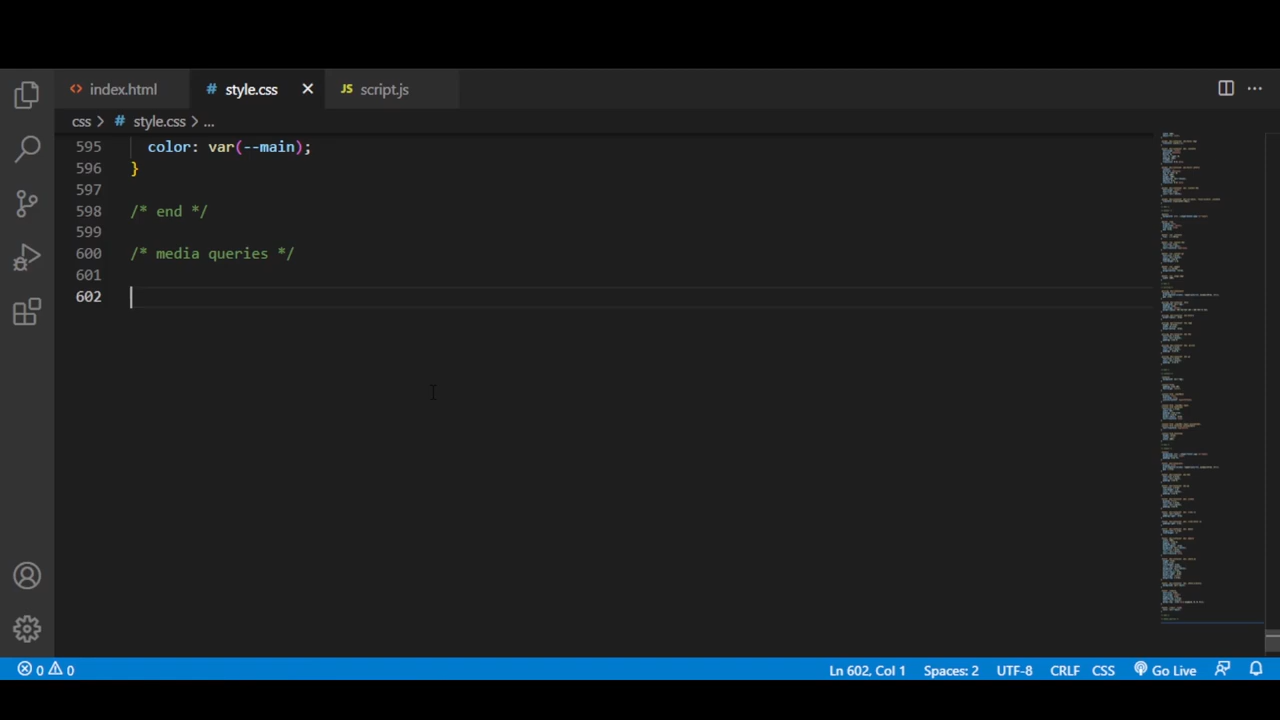 index.html
style.css
script.js
css > # style.css > ...
595 color: var(--main);
596 }
597
598 /* end */
599
600 /* media queries */
601
602
0 0
Ln 602, Col 1 Spaces: 2 UTF-8 CRLF CSS Go Live